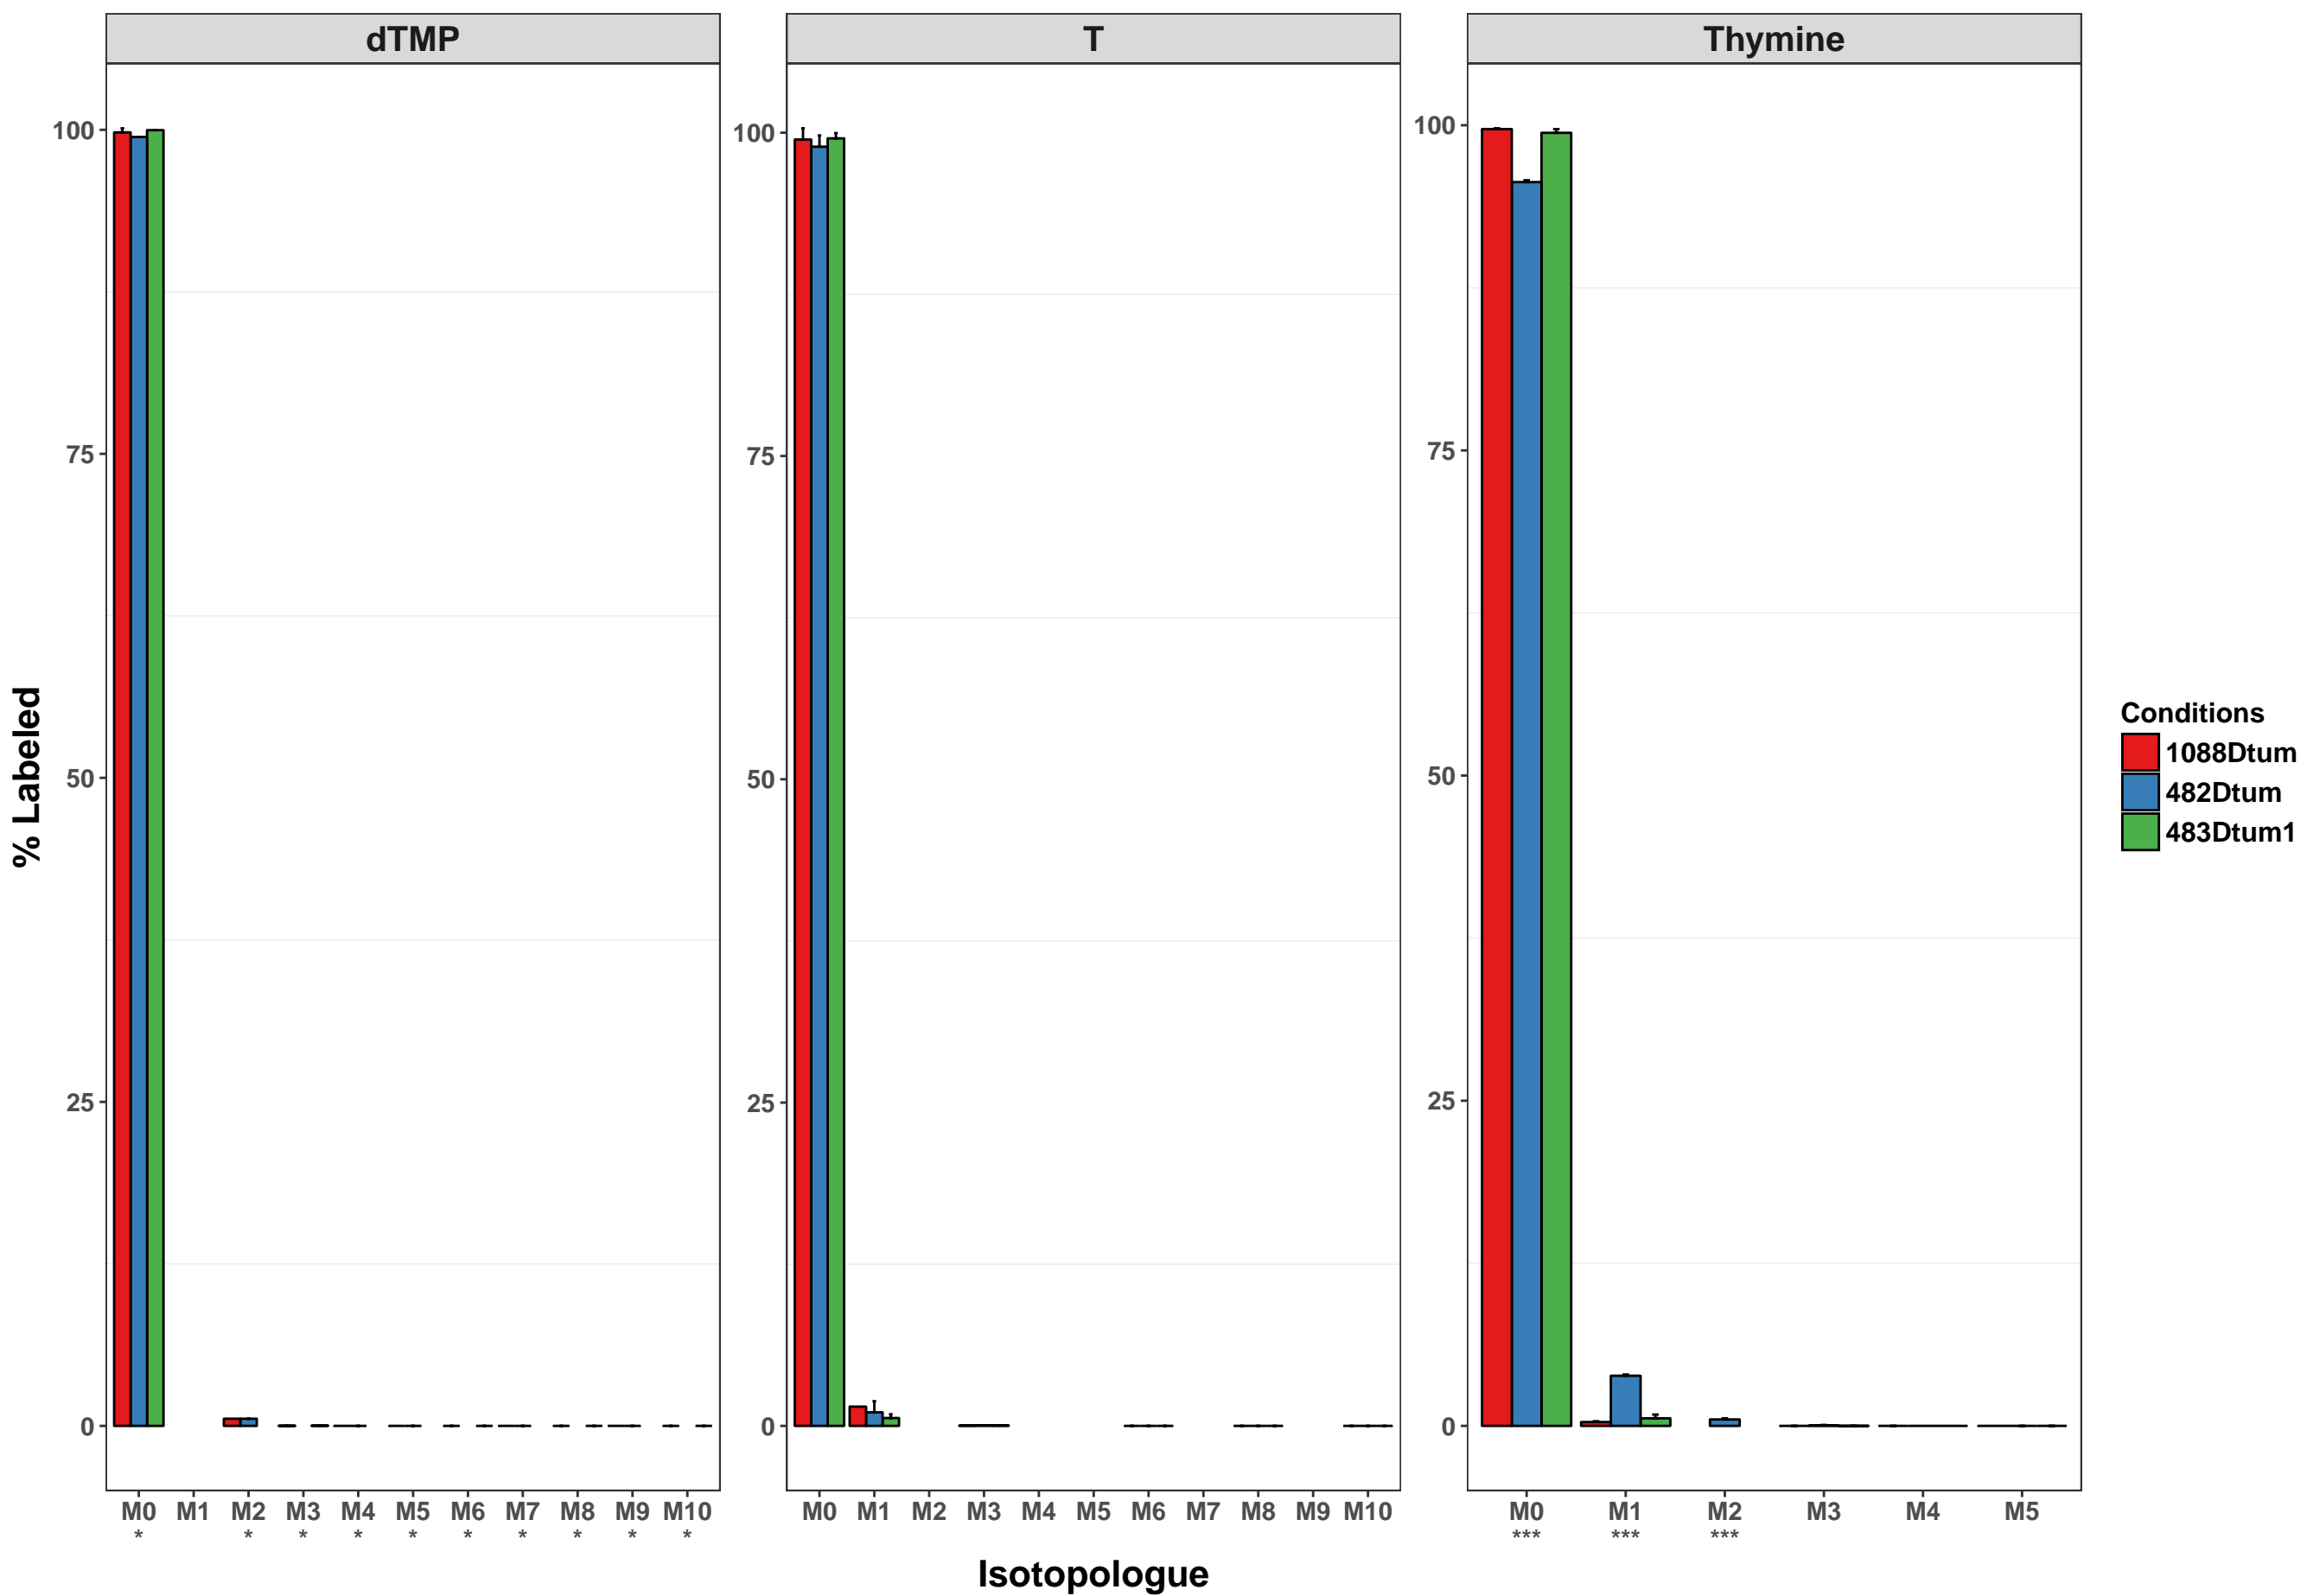 dTMP T Thymine
100 100 100
75 75 75
50 50 50
25 25 25
0 0 0
% Labeled
M0 M1 M2 M3 M4 M5 M6 M7 M8 M9 M10 M0 M1 M2 M3 M4 M5 M6 M7 M8 M9 M10 M0 M1 M2 M3 M4 M5
* * * * * * * * * * *** *** ***
Isotopologue
Conditions
1088Dtum
482Dtum
483Dtum1